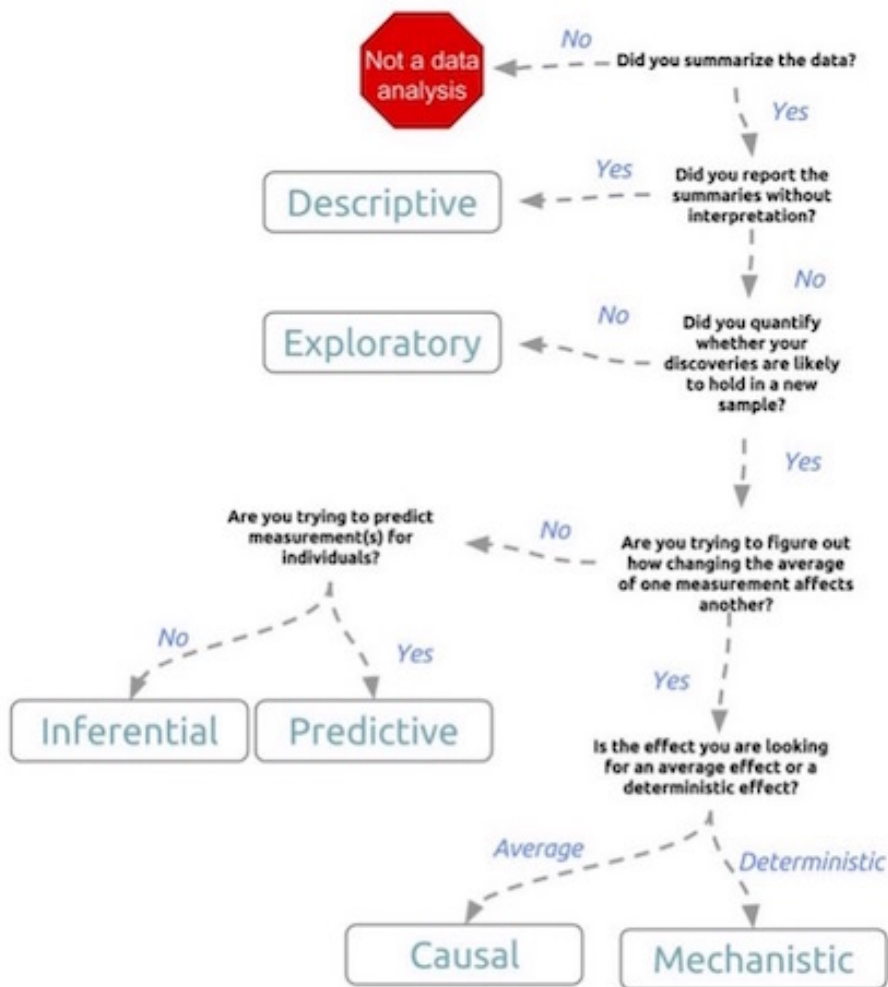 Not a data
analysis
No
Did you summarize the data?
Yes
Descriptive
Yes
Did you report the
summaries without
interpretation?
No
Exploratory
No
Did you quantify
whether your
discoveries are likely
to hold in a new
sample?
Yes
Are you trying to predict
measurement(s) for
individuals?
No
Are you trying to figure out
how changing the average
of one measurement affects
another?
No
Yes
Inferential
Predictive
Yes
Is the effect you are looking
for an average effect or a
deterministic effect?
Average
Deterministic
Causal
Mechanistic